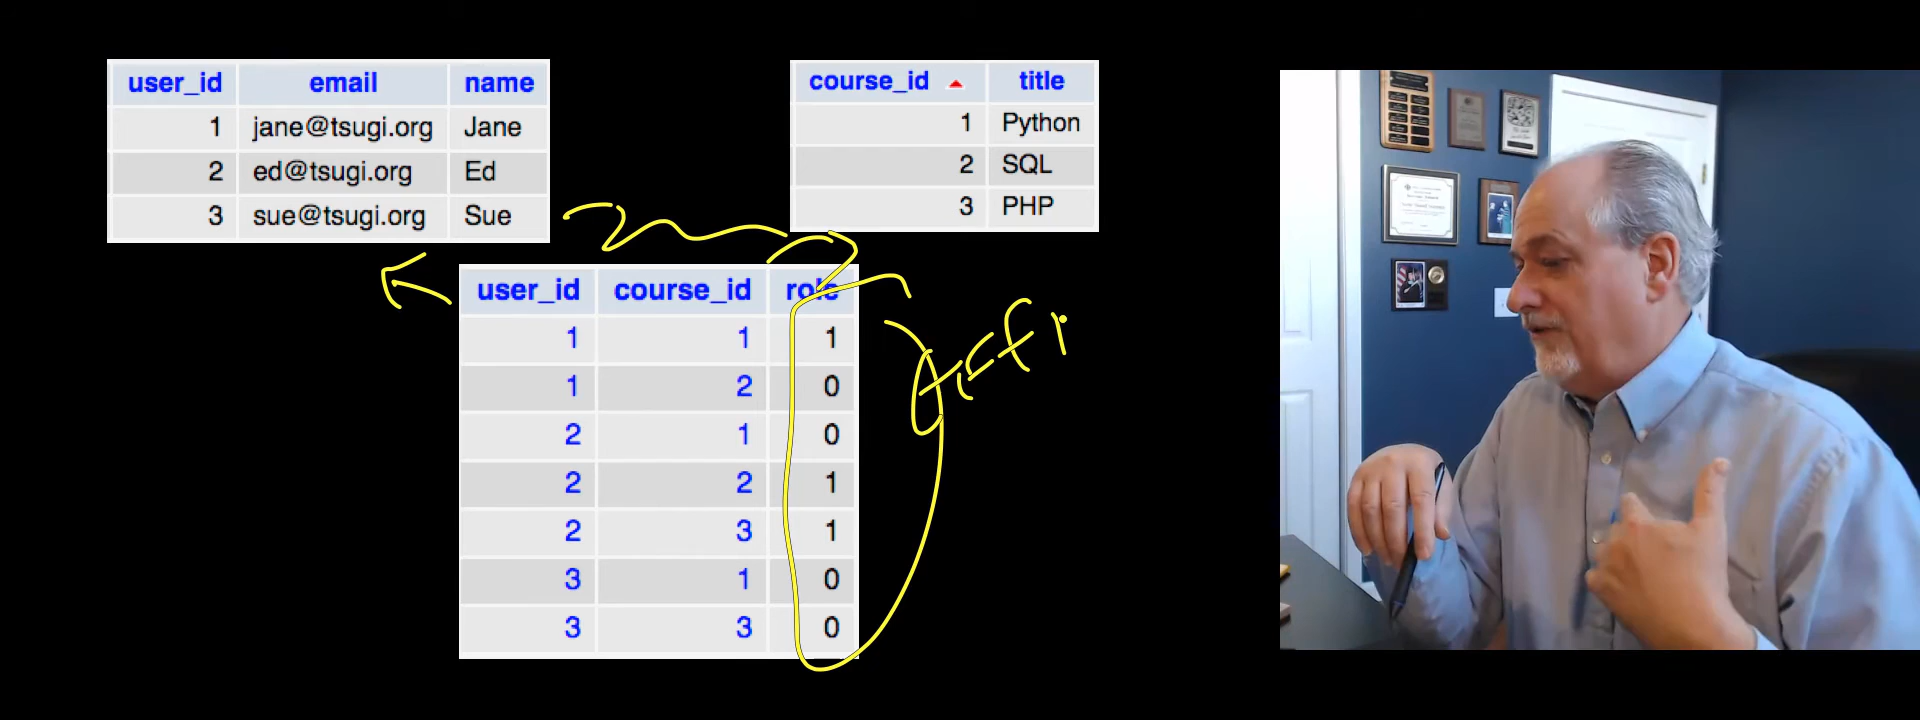 user_id email name
1 jane@tsugi.org Jane
2 ed@tsugi.org Ed
3 sue@tsugi.org Sue
course_id title
1 Python
2 SQL
3 PHP
user_id course_id role
1 1 1
1 2 0
2 1 0
2 2 1
2 3 1
3 1 0
3 3 0